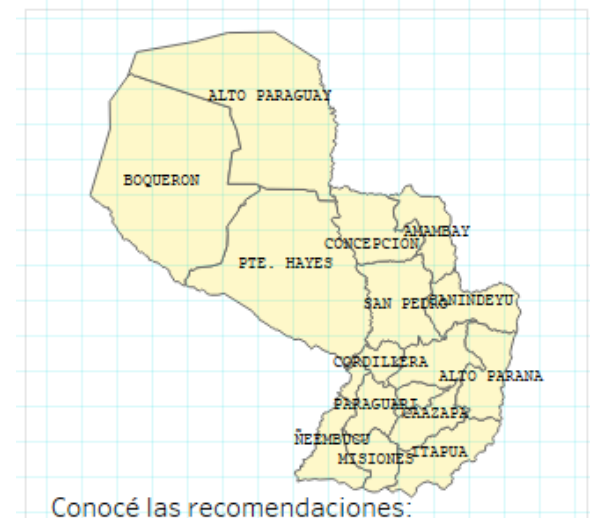 ALTO PARAGUAY
BOQUERON
AMAMBAY
CONCEPCIÓN
PTE. HAYES
SAN PEDRO
CANINDEYU
CORDILLERA
ALTO PARANA
PARAGUARI
CAAZAPA
ÑEEMBUCU
ITAPUA
MISIONES
Conocé las recomendaciones: